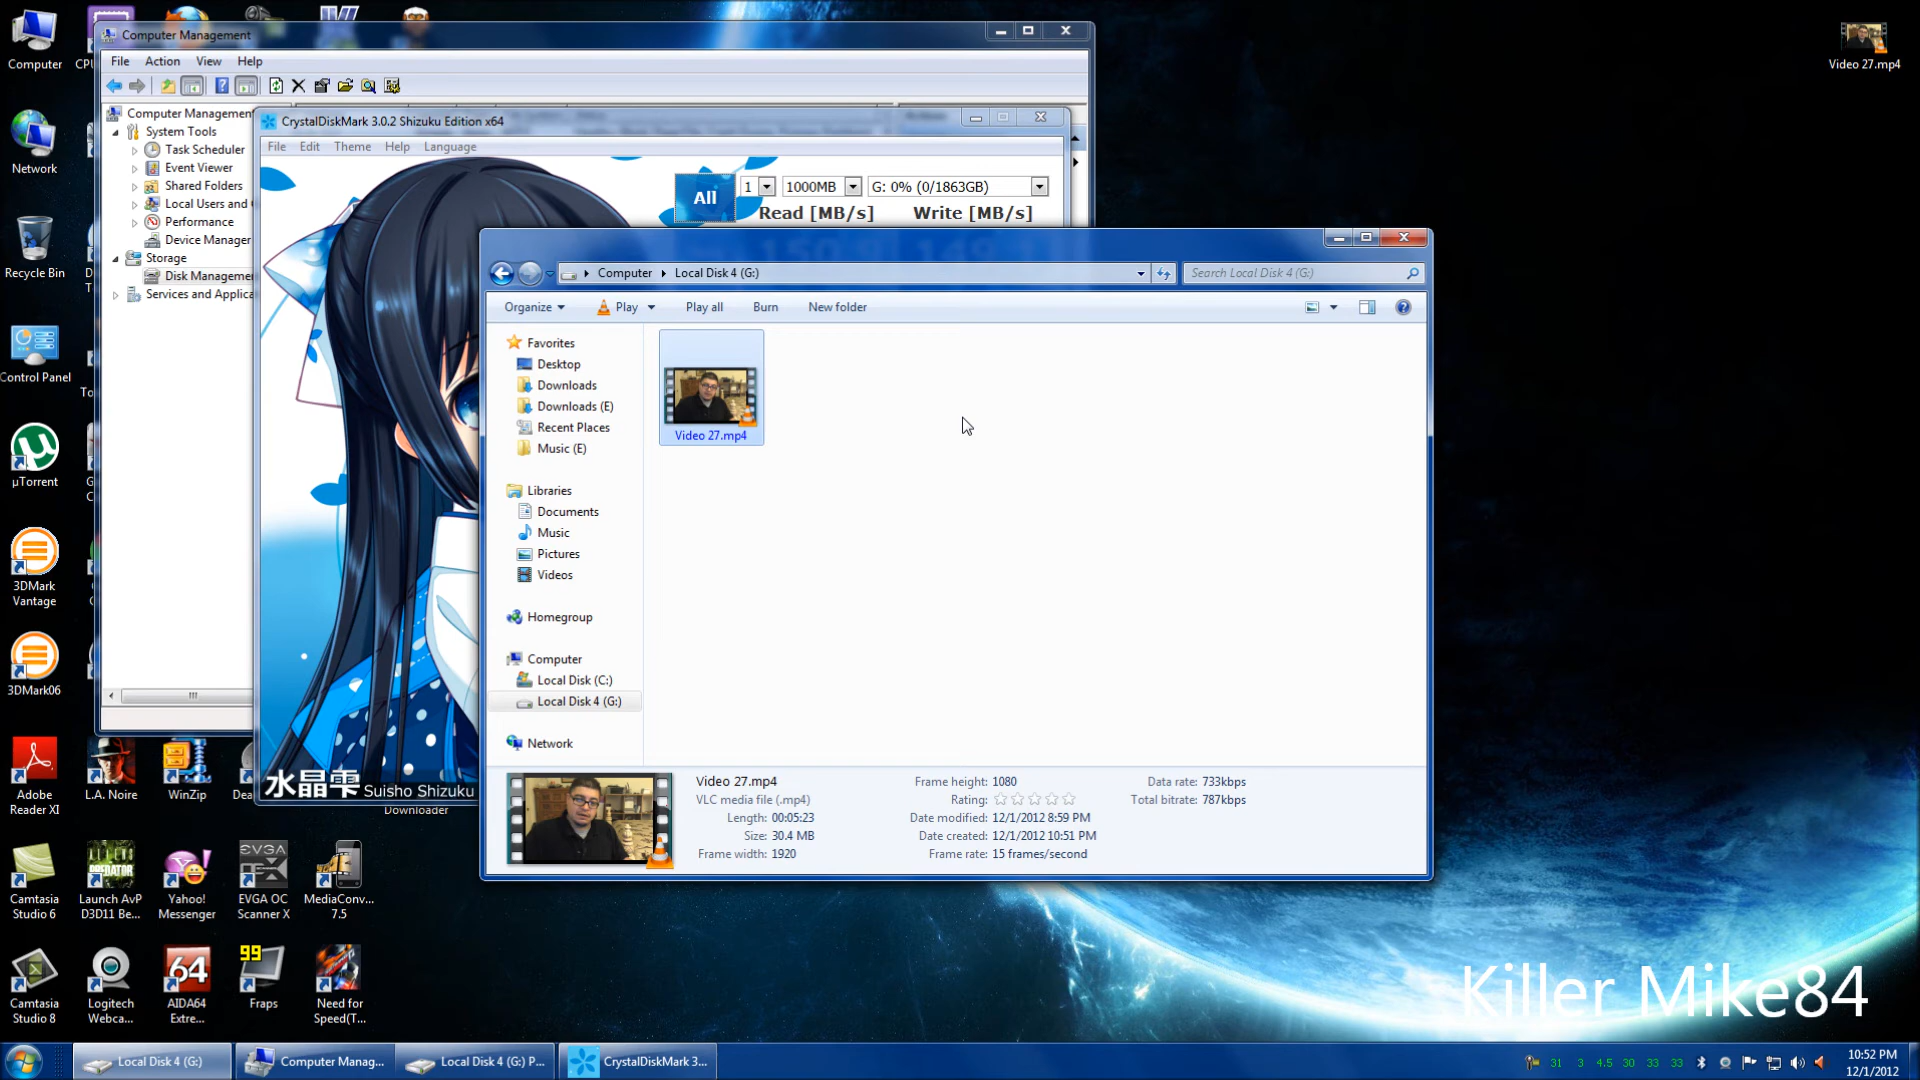 Computer
Network
Recycle Bin
Control Panel
µTorrent
3DMark
Vantage
3DMark06
Adobe
Reader XI
L.A. Noire
WinZip
Downloader
Camtasia
Studio 6
Launch AvP
D3D11 Be...
Yahoo!
Messenger
EVGA OC
Scanner X
MediaConv...
7.5
Camtasia
Studio 8
Logitech
Webca...
AIDA64
Extre...
Fraps
Need for
Speed(T...
Video 27.mp4
Computer Management
File Action View Help
Computer Management
System Tools
Task Scheduler
Event Viewer
Shared Folders
Local Users and
Performance
Device Manager
Storage
Disk Manageme
Services and Applica
CrystalDiskMark 3.0.2 Shizuku Edition x64
File Edit Theme Help Language
All 1 1000MB G: 0% (0/1863GB)
Read [MB/s] Write [MB/s]
水晶雫 Suisho Shizuku
Computer Local Disk 4 (G:)
Search Local Disk 4 (G:)
Organize Play Play all Burn New folder
Favorites
Desktop
Downloads
Downloads (E)
Recent Places
Music (E)
Libraries
Documents
Music
Pictures
Videos
Homegroup
Computer
Local Disk (C:)
Local Disk 4 (G:)
Network
Video 27.mp4
Video 27.mp4
VLC media file (.mp4)
Length: 00:05:23
Size: 30.4 MB
Frame width: 1920
Frame height: 1080
Rating:
Date modified: 12/1/2012 8:59 PM
Date created: 12/1/2012 10:51 PM
Frame rate: 15 frames/second
Data rate: 733kbps
Total bitrate: 787kbps
Killer Mike84
Local Disk 4 (G:)
Computer Manag...
Local Disk 4 (G:) P...
CrystalDiskMark 3...
31 3 4.5 30 33 33
10:52 PM
12/1/2012